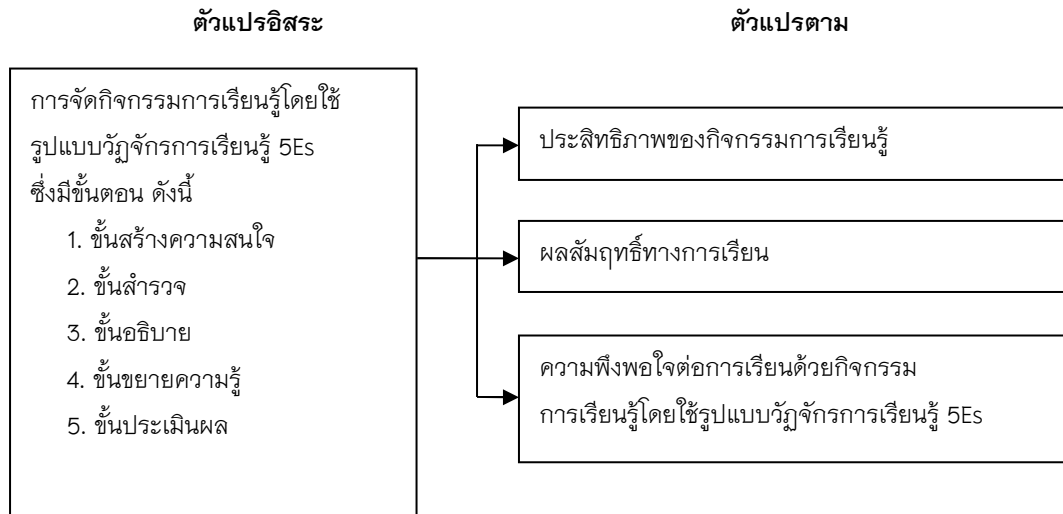 ตัวแปรอิสระ
ตัวแปรตาม
การจัดกิจกรรมการเรียนรู้โดยใช้
รูปแบบวัฏจักรการเรียนรู้ 5Es
ซึ่งมีขั้นตอน ดังนี้
1. ขั้นสร้างความสนใจ
2. ขั้นสำรวจ
3. ขั้นอธิบาย
4. ขั้นขยายความรู้
5. ขั้นประเมินผล
ประสิทธิภาพของกิจกรรมการเรียนรู้
ผลสัมฤทธิ์ทางการเรียน
ความพึงพอใจต่อการเรียนด้วยกิจกรรม
การเรียนรู้โดยใช้รูปแบบวัฏจักรการเรียนรู้ 5Es